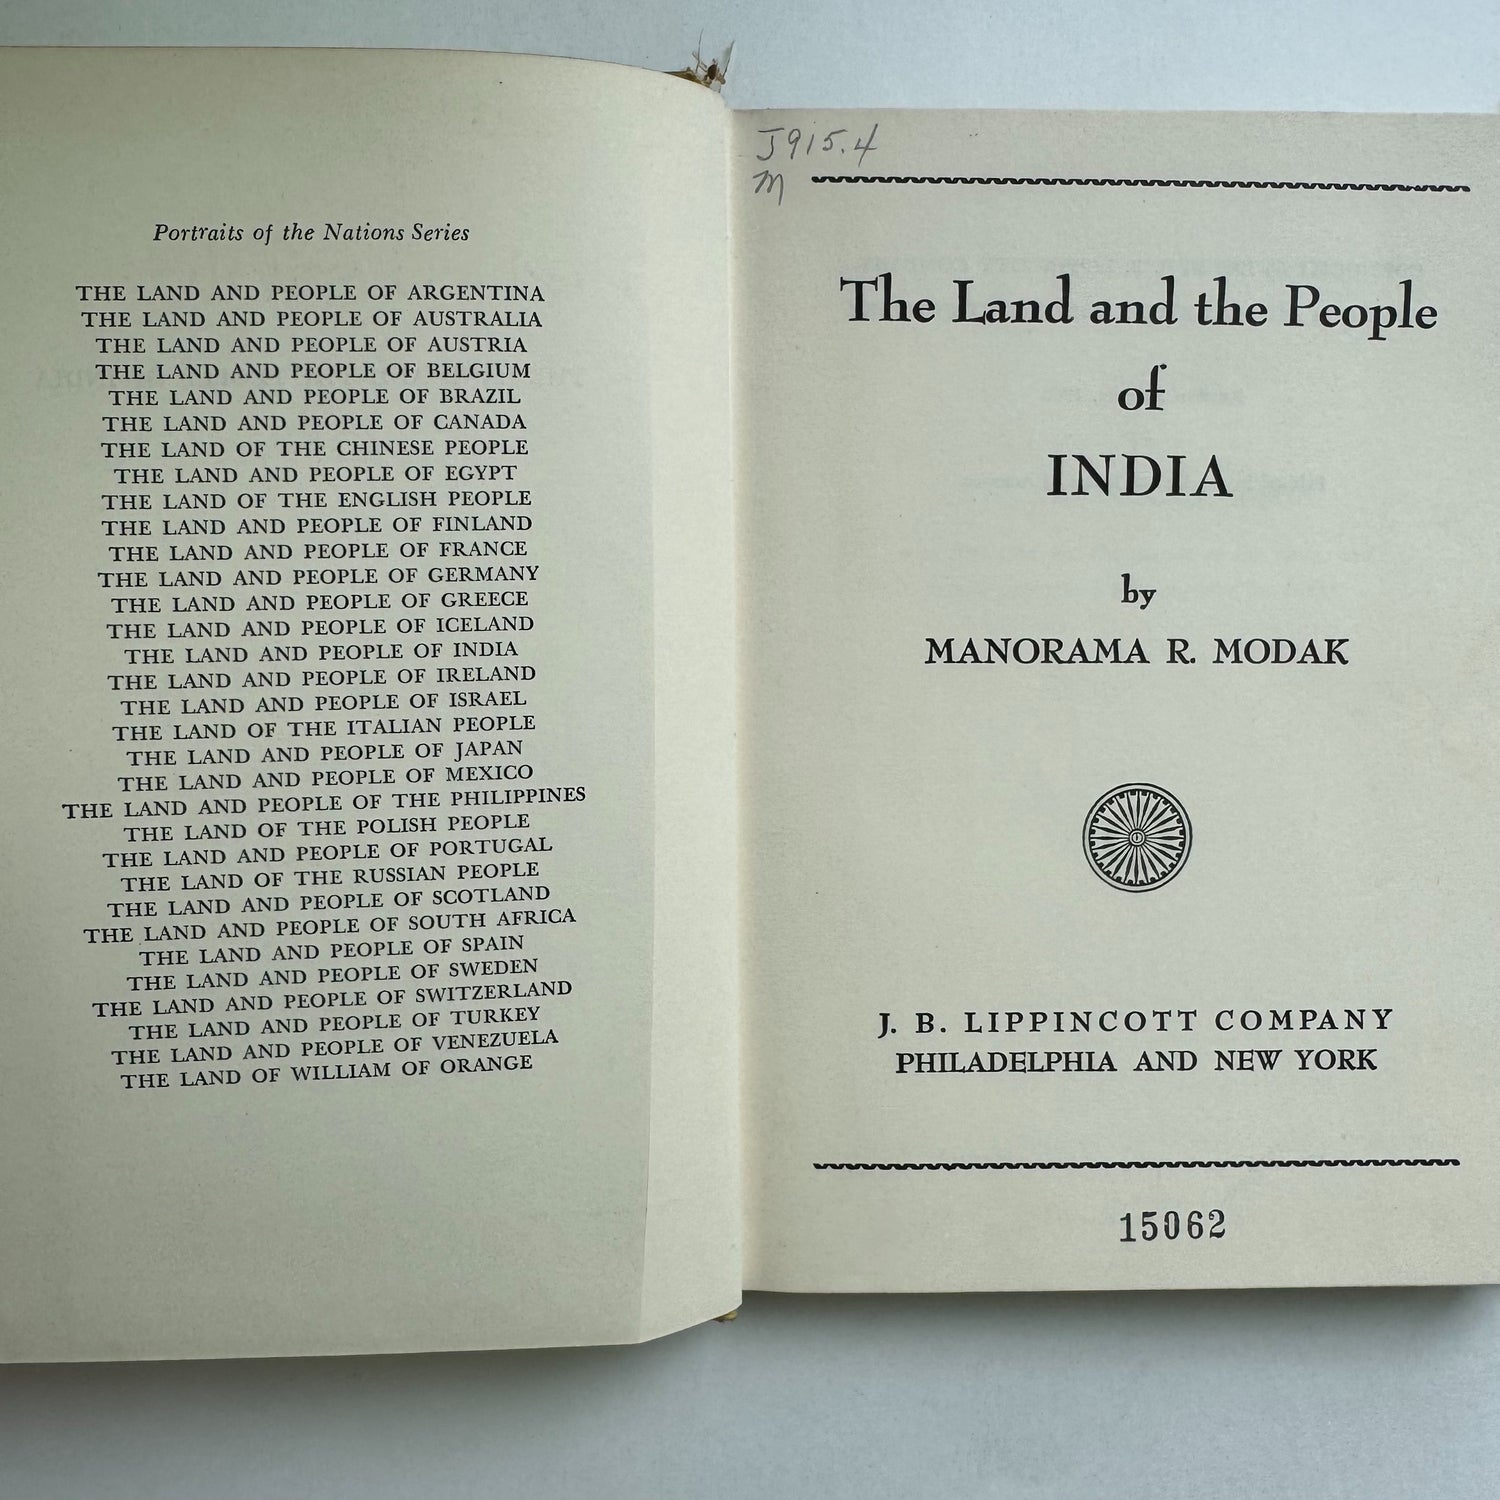 Portraits of the Nations Series
THE LAND AND PEOPLE OF ARGENTINA
THE LAND AND PEOPLE OF AUSTRALIA
THE LAND AND PEOPLE OF AUSTRIA
THE LAND AND PEOPLE OF BELGIUM
THE LAND AND PEOPLE OF BRAZIL
THE LAND AND PEOPLE OF CANADA
THE LAND OF THE CHINESE PEOPLE
THE LAND AND PEOPLE OF EGYPT
THE LAND OF THE ENGLISH PEOPLE
THE LAND AND PEOPLE OF FINLAND
THE LAND AND PEOPLE OF FRANCE
THE LAND AND PEOPLE OF GERMANY
THE LAND AND PEOPLE OF GREECE
THE LAND AND PEOPLE OF ICELAND
THE LAND AND PEOPLE OF INDIA
THE LAND AND PEOPLE OF IRELAND
THE LAND AND PEOPLE OF ISRAEL
THE LAND OF THE ITALIAN PEOPLE
THE LAND AND PEOPLE OF JAPAN
THE LAND AND PEOPLE OF MEXICO
THE LAND AND PEOPLE OF THE PHILIPPINES
THE LAND OF THE POLISH PEOPLE
THE LAND AND PEOPLE OF PORTUGAL
THE LAND OF THE RUSSIAN PEOPLE
THE LAND AND PEOPLE OF SCOTLAND
THE LAND AND PEOPLE OF SOUTH AFRICA
THE LAND AND PEOPLE OF SPAIN
THE LAND AND PEOPLE OF SWEDEN
THE LAND AND PEOPLE OF SWITZERLAND
THE LAND AND PEOPLE OF TURKEY
THE LAND AND PEOPLE OF VENEZUELA
THE LAND OF WILLIAM OF ORANGE
J915.4
M
The Land and the People
of
INDIA
by
MANORAMA R. MODAK
J. B. LIPPINCOTT COMPANY
PHILADELPHIA AND NEW YORK
15062